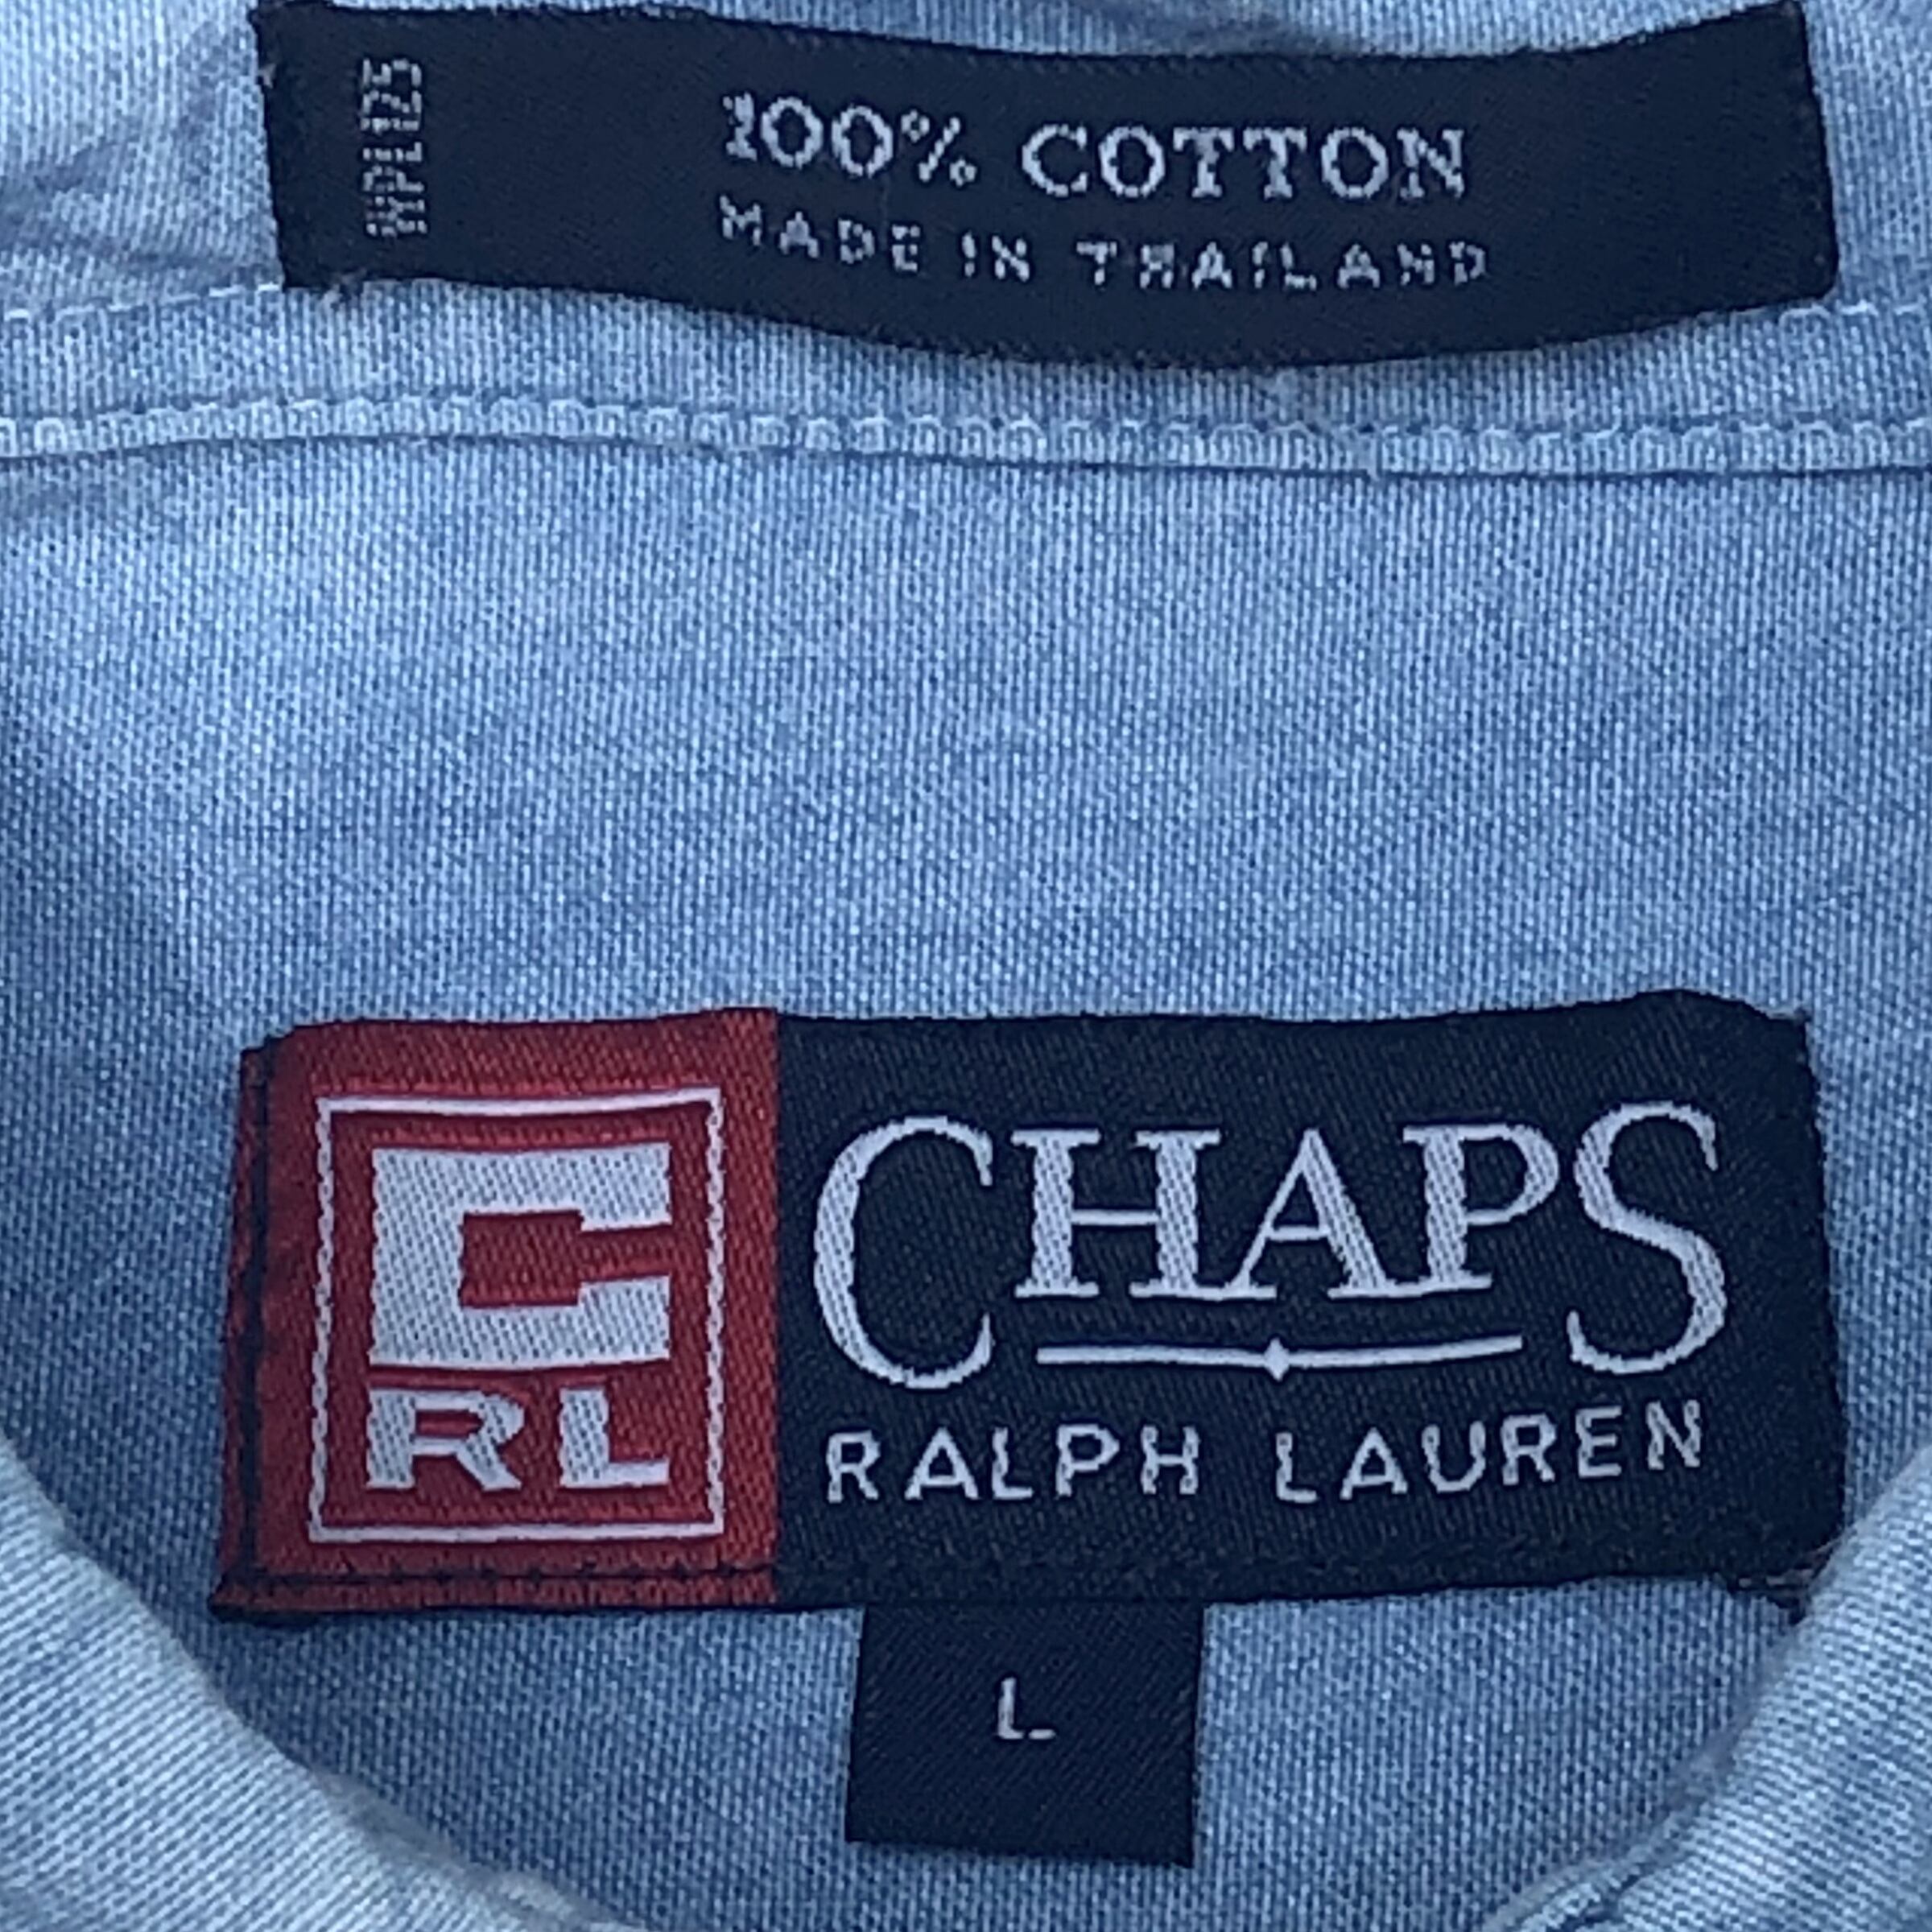 100% COTTON
MADE IN THAILAND
C
RL
CHAPS
RALPH LAUREN
L